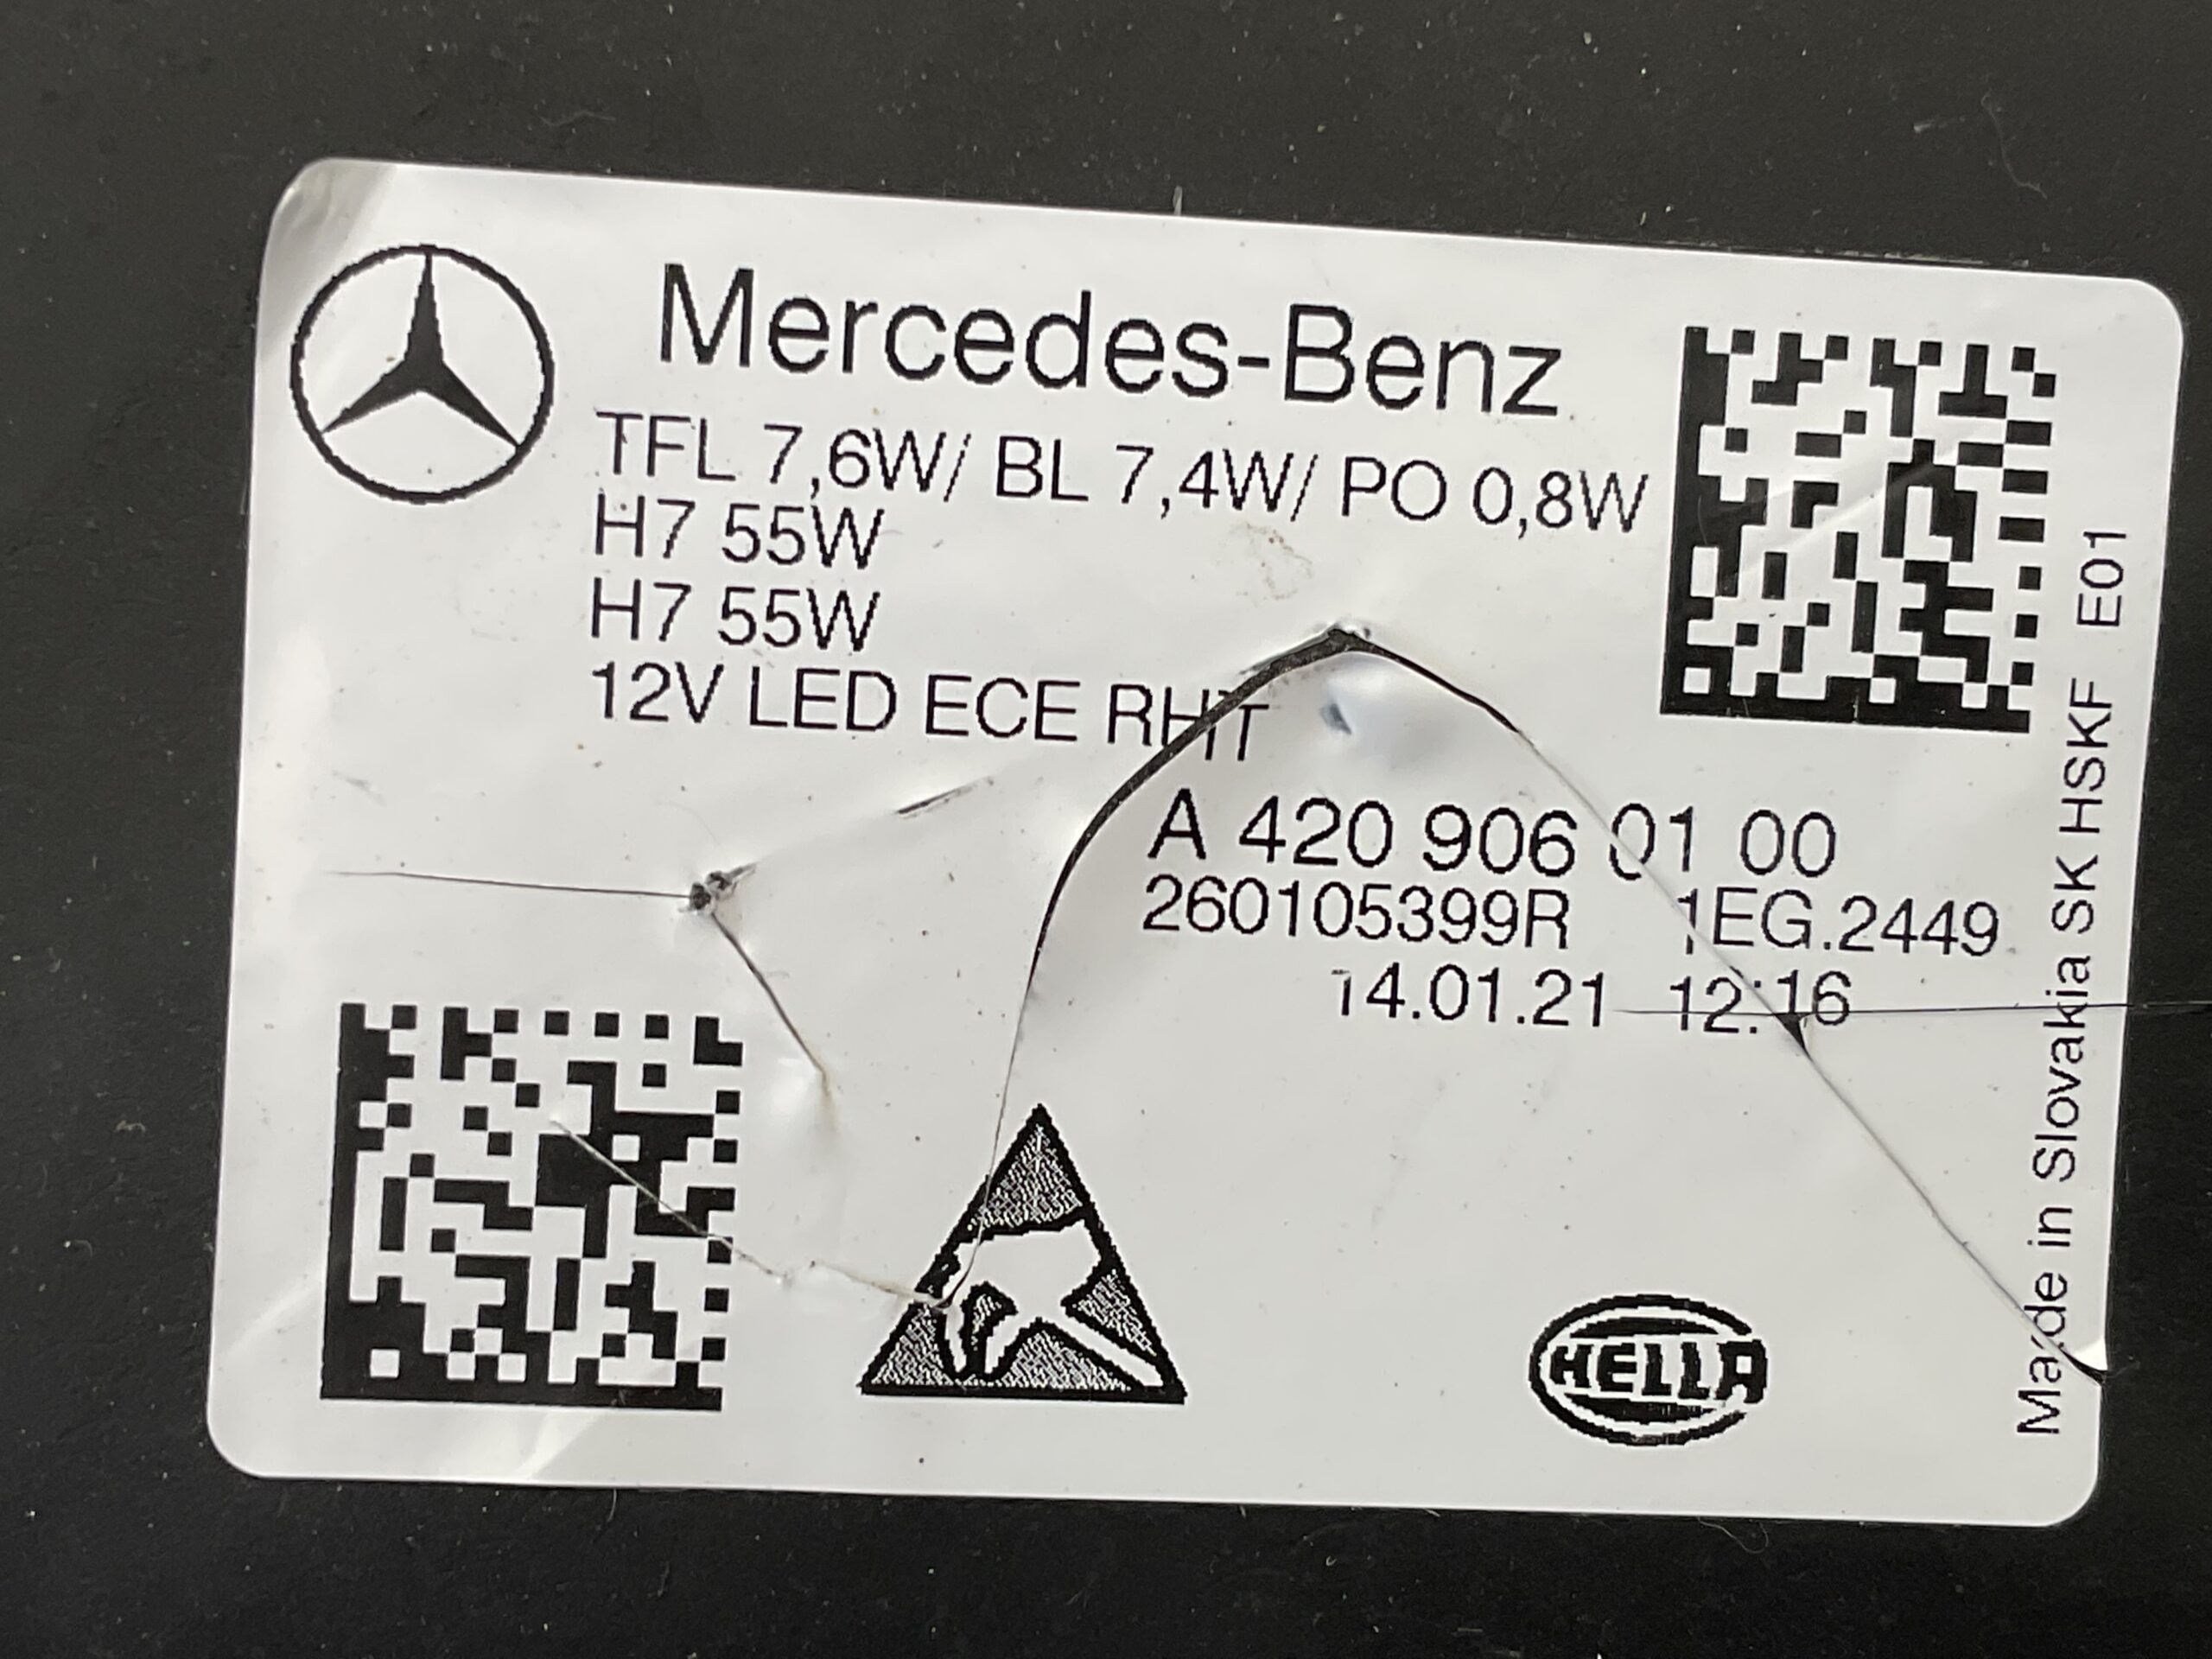 Mercedes-Benz
TFL 7,6W/ BL 7,4W/ PO 0,8W
H7 55W
H7 55W
12V LED ECE RHT
A 420 906 01 00
260105399R 1EG.2449
14.01.21 12:16
HELLA
Made in Slovakia SK HSKF E01